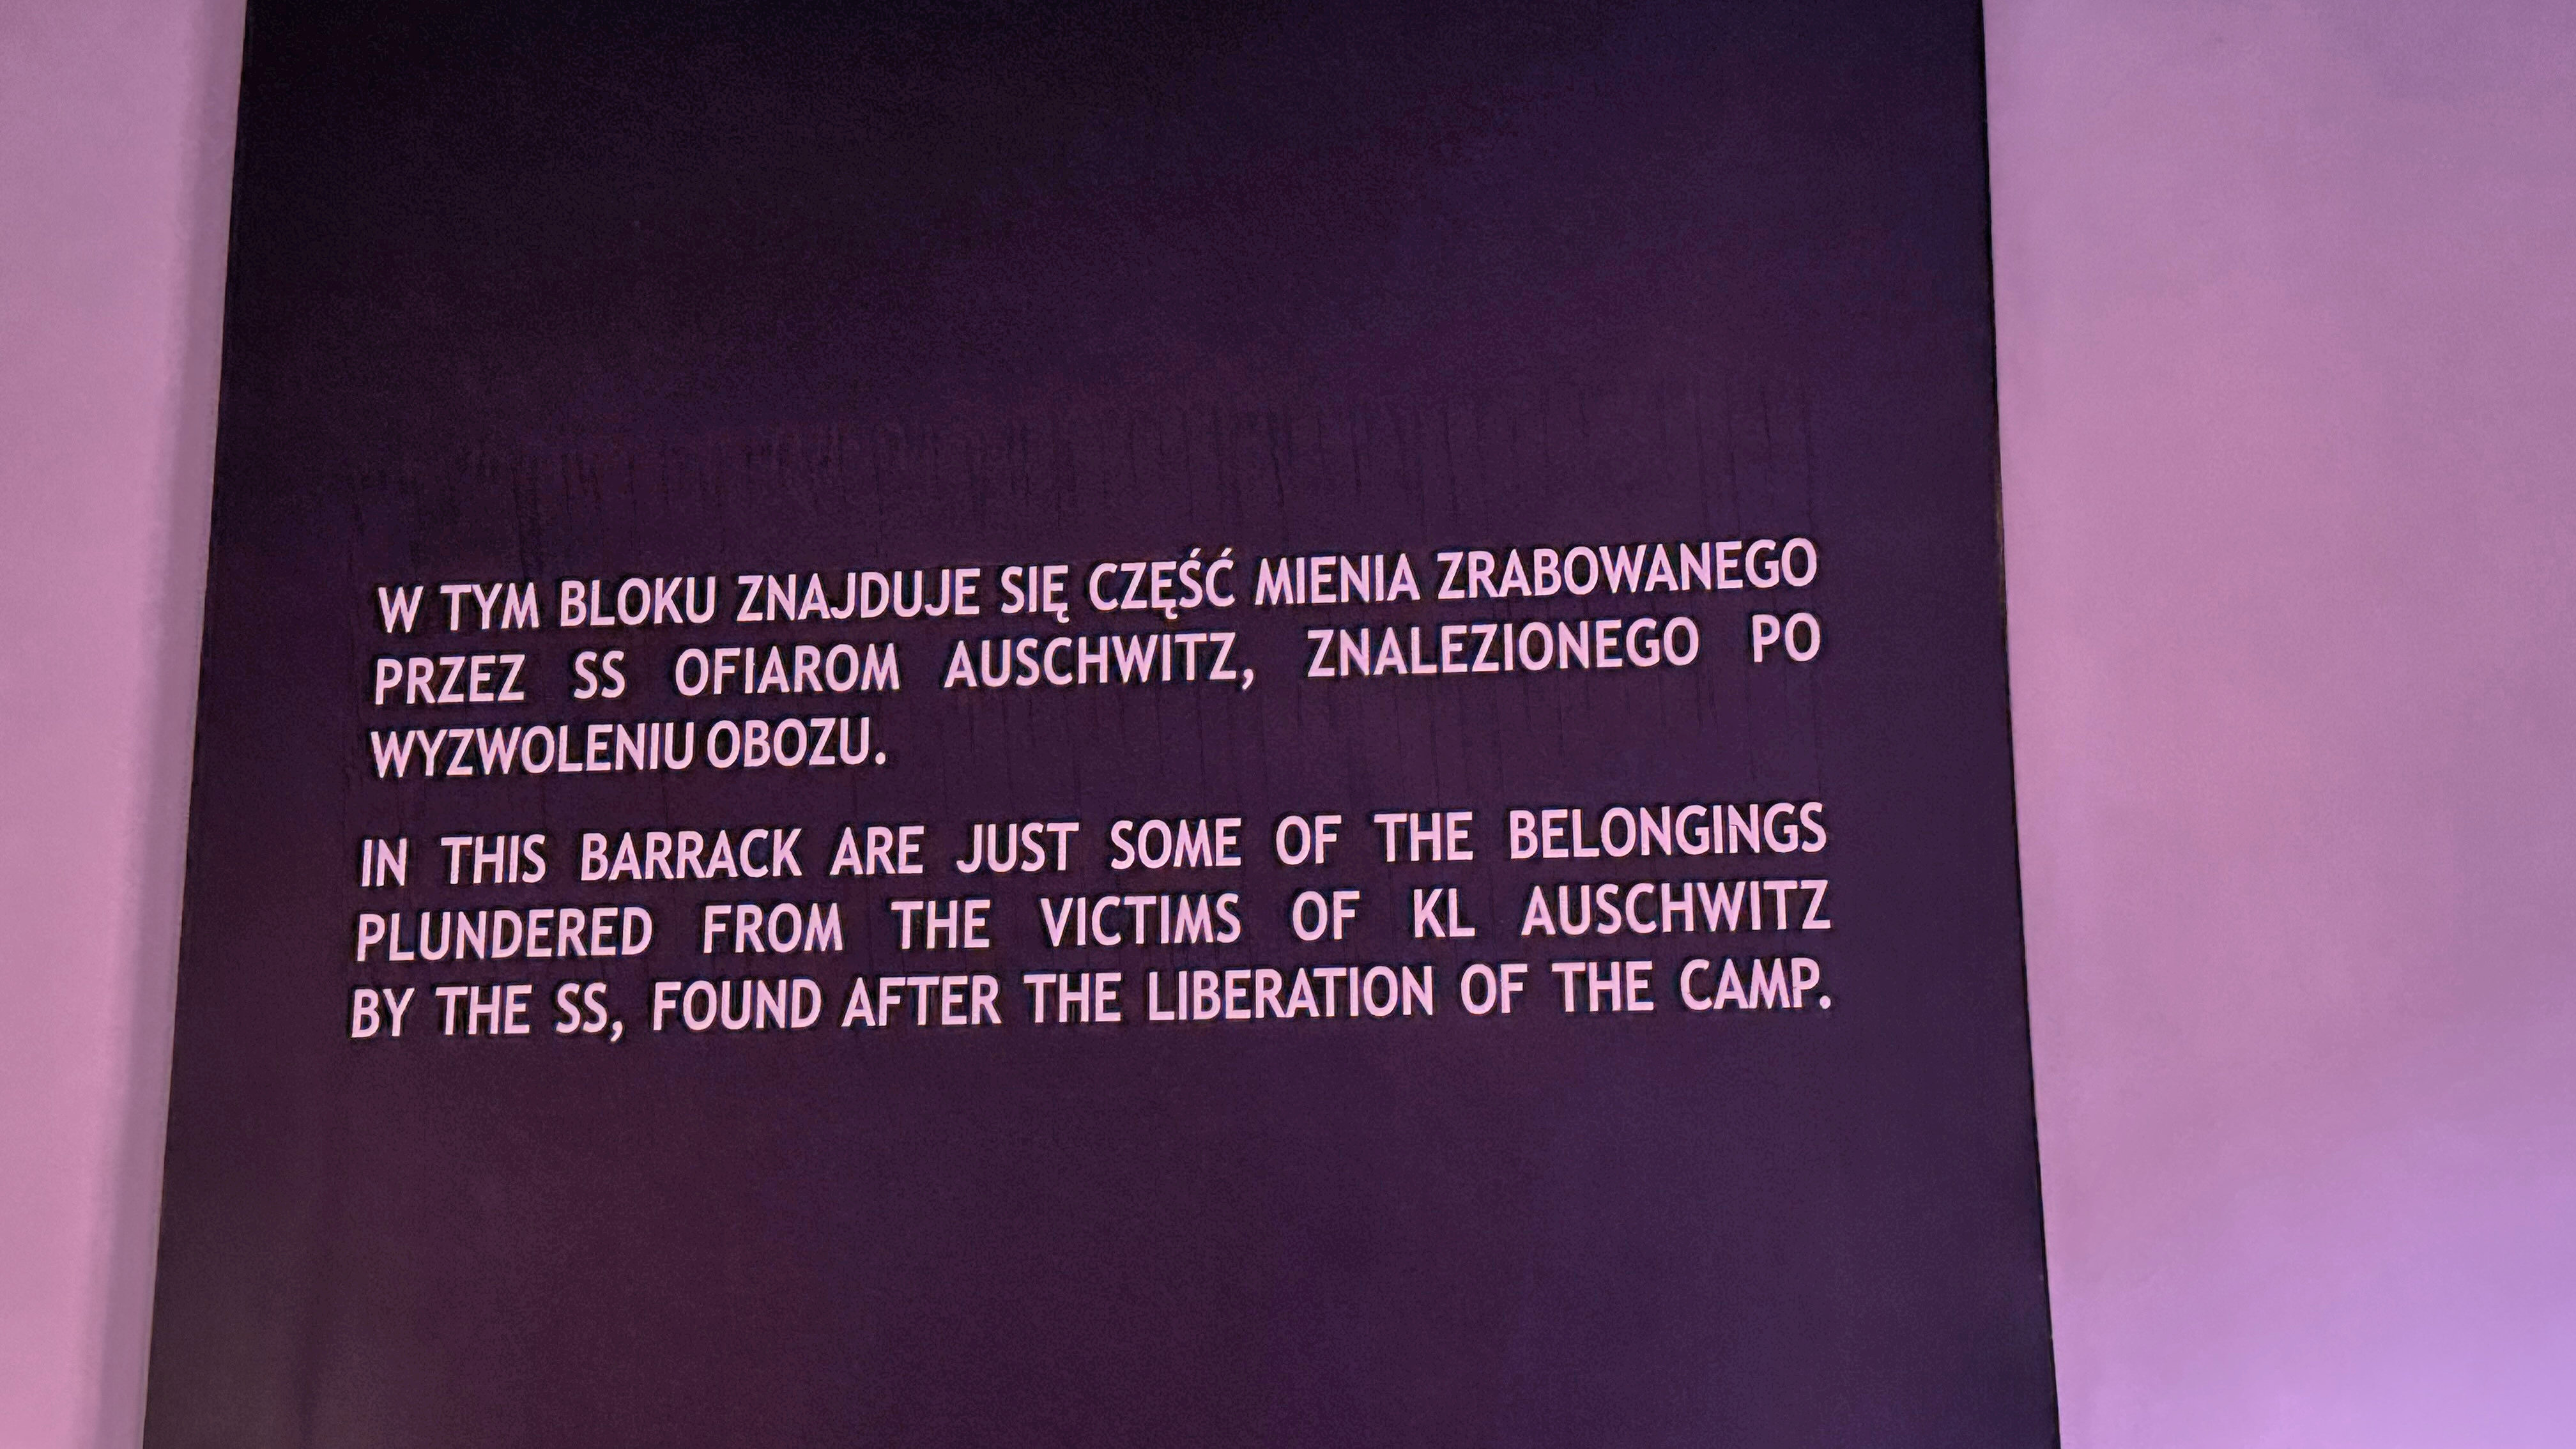 W TYM BLOKU ZNAJDUJE SIĘ CZĘŚĆ MIENIA ZRABOWANEGO
PRZEZ SS OFIAROM AUSCHWITZ, ZNALEZIONEGO PO
WYZWOLENIU OBOZU.
IN THIS BARRACK ARE JUST SOME OF THE BELONGINGS
PLUNDERED FROM THE VICTIMS OF KL AUSCHWITZ
BY THE SS, FOUND AFTER THE LIBERATION OF THE CAMP.